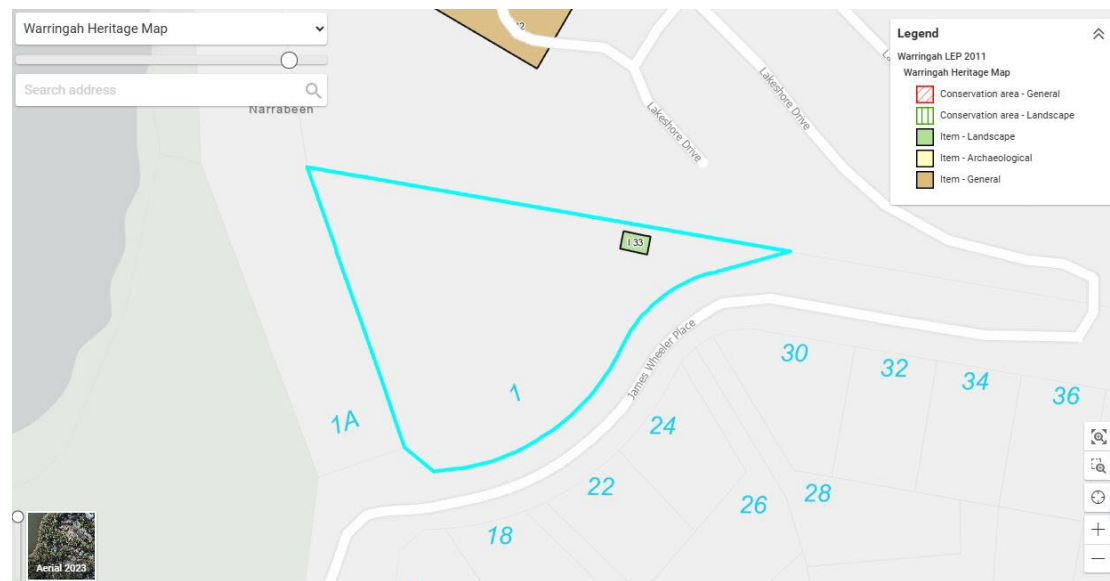 Warringah Heritage Map
Search address
Narrabeen
Lakeshore Drive
Lakeshore Drive
I 33
James Wheeler Place
1
1A
30
32
34
36
24
22
26
28
18
Legend
Warringah LEP 2011
Warringah Heritage Map
Conservation area - General
Conservation area - Landscape
Item - Landscape
Item - Archaeological
Item - General
Aerial 2023